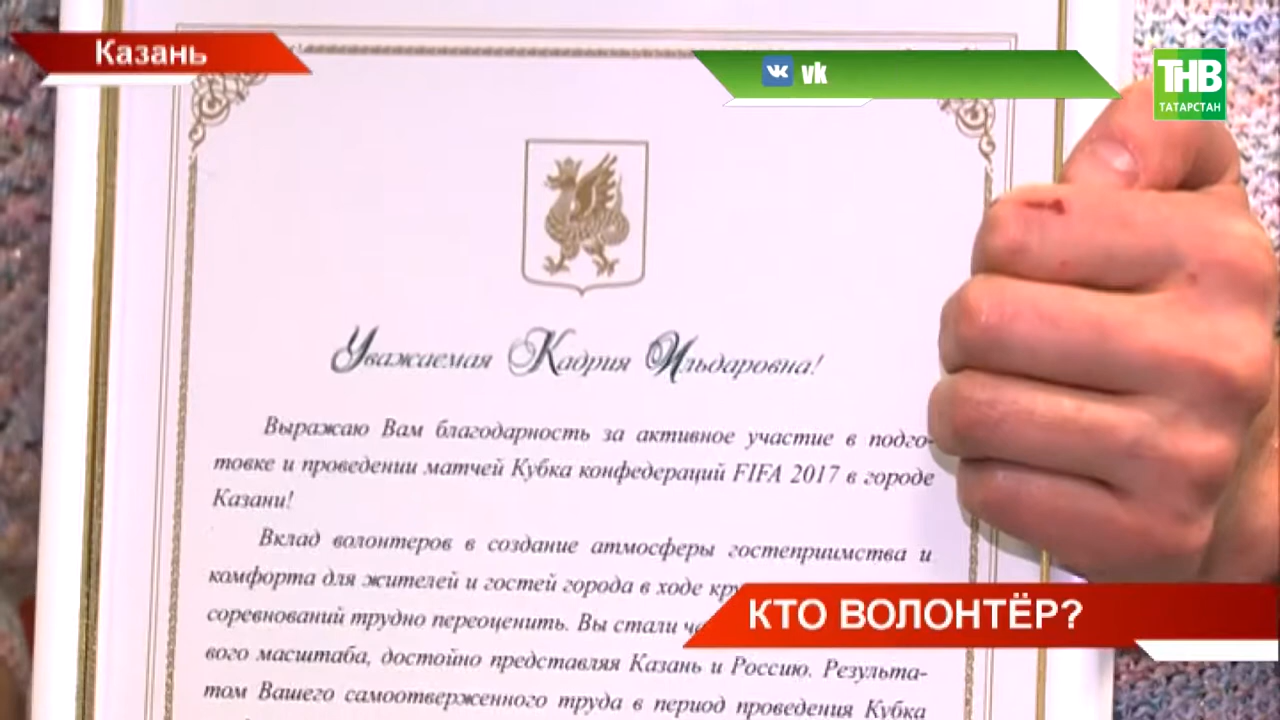 Казань
vk
ТНВ
ТАТАРСТАН
Уважаемая Кадрия Ильдаровна!
Выражаю Вам благодарность за активное участие в подго-
товке и проведении матчей Кубка конфедераций FIFA 2017 в городе
Казани!
Вклад волонтеров в создание атмосферы гостеприимства и
комфорта для жителей и гостей города в ходе
соревнований трудно переоценить. Вы стали
вого масштаба, достойно представляя Казань и Россию. Результа-
том Вашего самоотверженного труда в период проведения Кубка
КТО ВОЛОНТЁР?